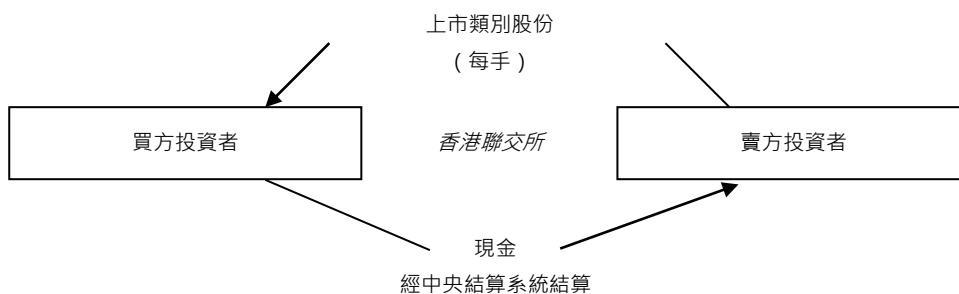 上市類別股份
（每手）
買方投資者
香港聯交所
賣方投資者
現金
經中央結算系統結算